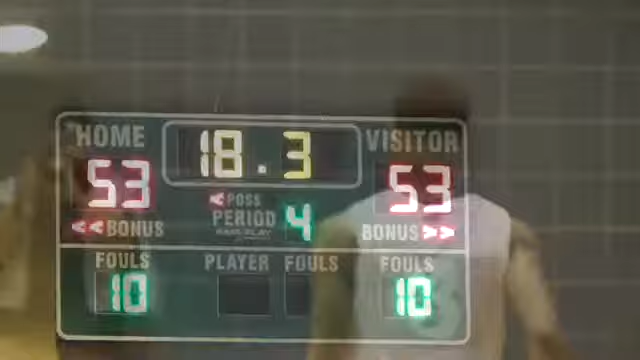 HOME 18.3 VISITOR
53 53
< POSS
PERIOD 4
<< BONUS BONUS >>
FOULS PLAYER FOULS FOULS
10 10